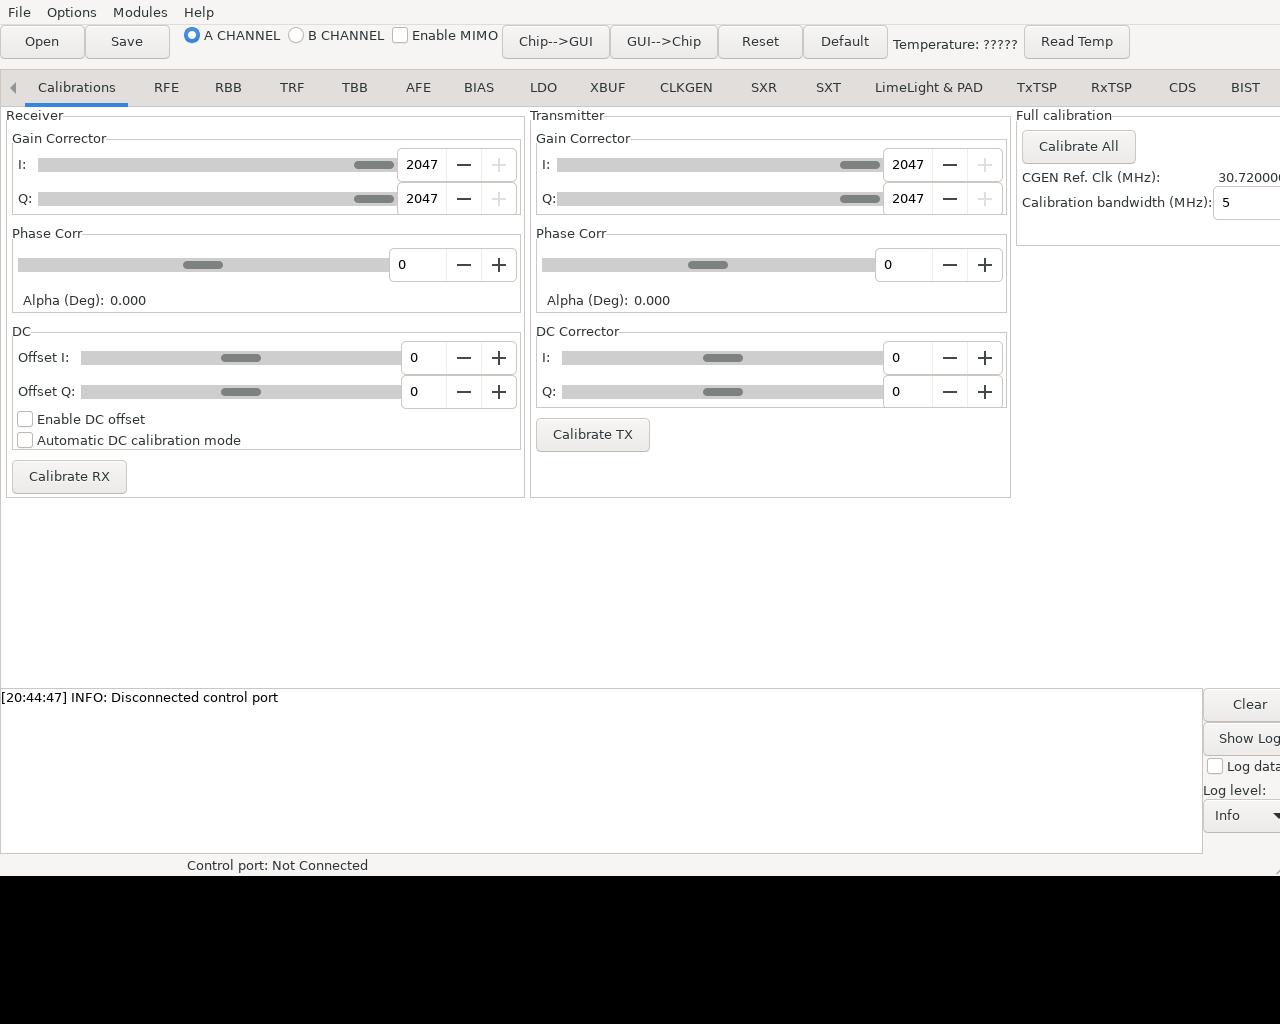 File Options Modules Help
Open Save A CHANNEL B CHANNEL Enable MIMO Chip-->GUI GUI-->Chip Reset Default Temperature: ????? Read Temp
Calibrations RFE RBB TRF TBB AFE BIAS LDO XBUF CLKGEN SXR SXT LimeLight & PAD TxTSP RxTSP CDS BIST
Receiver
Gain Corrector
I: 2047
Q: 2047
Phase Corr
0
Alpha (Deg): 0.000
DC
Offset I: 0
Offset Q: 0
Enable DC offset
Automatic DC calibration mode
Calibrate RX
Transmitter
Gain Corrector
I: 2047
Q: 2047
Phase Corr
0
Alpha (Deg): 0.000
DC Corrector
I: 0
Q: 0
Calibrate TX
Full calibration
Calibrate All
CGEN Ref. Clk (MHz): 30.720000
Calibration bandwidth (MHz): 5
[20:44:47] INFO: Disconnected control port
Clear
Show Log
Log data
Log level:
Info
Control port: Not Connected